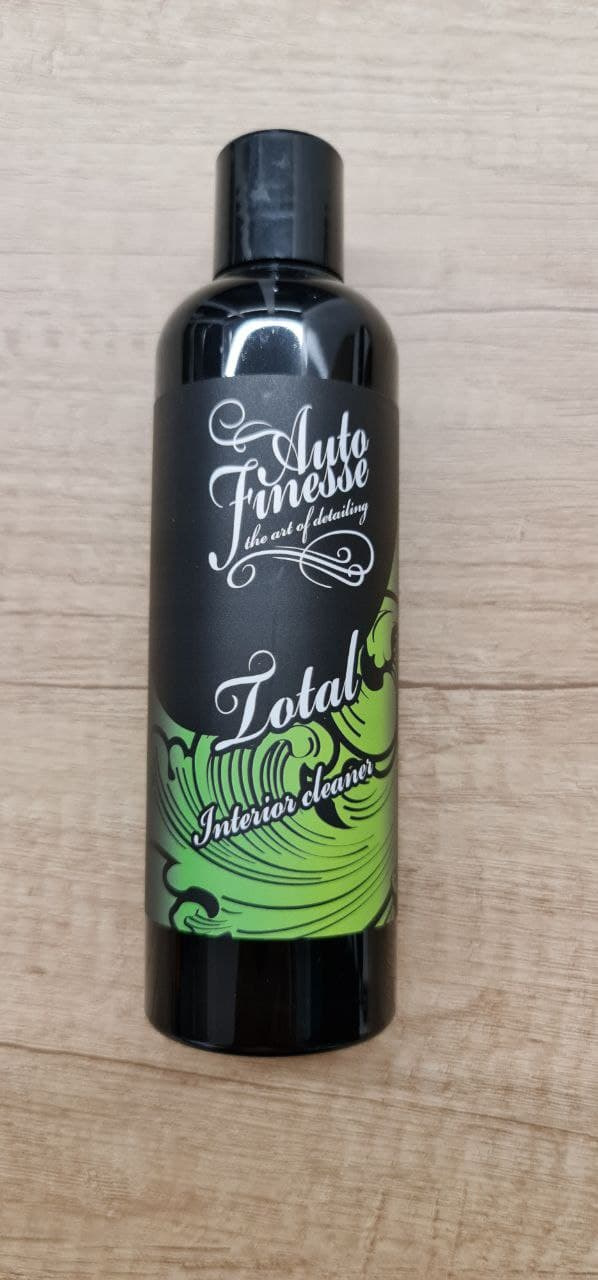 Auto
Finesse
the art of detailing
Total
Interior cleaner